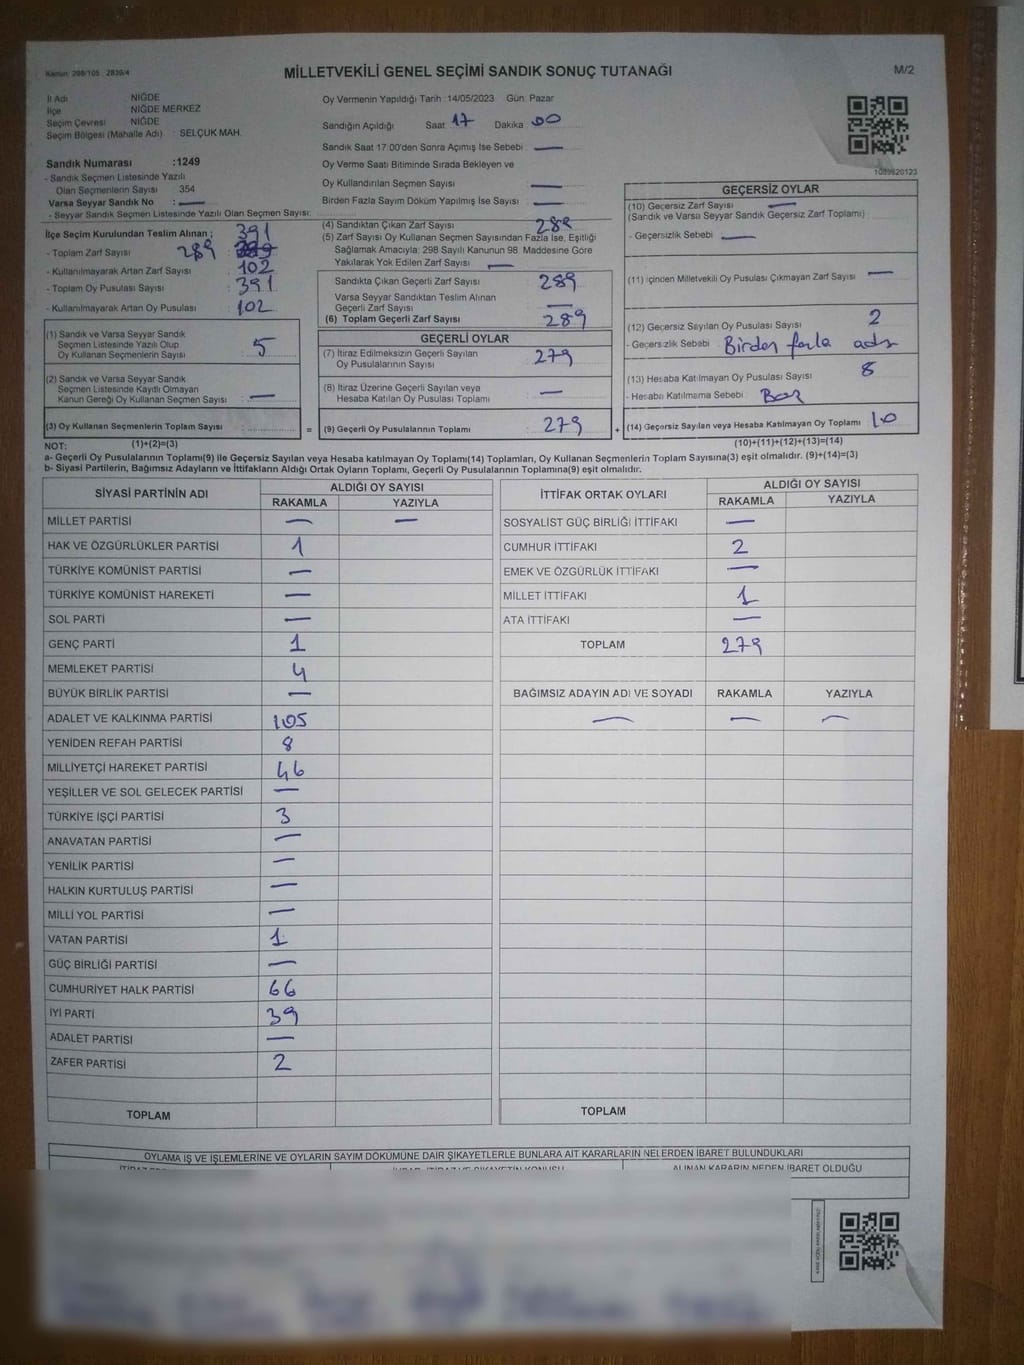 Kanun: 298/105 2839/4
MİLLETVEKİLİ GENEL SEÇİMİ SANDIK SONUÇ TUTANAĞI
M/2
İl Adı NİĞDE
İlçe NİĞDE MERKEZ
Seçim Çevresi NİĞDE
Seçim Bölgesi (Mahalle Adı) : SELÇUK MAH.
Sandık Numarası :1249
- Sandık Seçmen Listesinde Yazılı
Olan Seçmenlerin Sayısı 354
Varsa Seyyar Sandık No : —
- Seyyar Sandık Seçmen Listesinde Yazılı Olan Seçmen Sayısı:
Oy Vermenin Yapıldığı Tarih :14/05/2023 Gün: Pazar
Sandığın Açıldığı Saat 17 Dakika 00
Sandık Saat 17:00'den Sonra Açımış İse Sebebi —
Oy Verme Saati Bitiminde Sırada Bekleyen ve
Oy Kullandırılan Seçmen Sayısı —
Birden Fazla Sayım Döküm Yapılmış İse Sayısı —
1089820123
İlçe Seçim Kurulundan Teslim Alınan ; 391
- Toplam Zarf Sayısı 289
- Kullanılmayarak Artan Zarf Sayısı 102
- Toplam Oy Pusulası Sayısı 391
- Kullanılmayarak Artan Oy Pusulası 102
(4) Sandıktan Çıkan Zarf Sayısı 289
(5) Zarf Sayısı Oy Kullanan Seçmen Sayısından Fazla İse, Eşitliği
Sağlamak Amacıyla; 298 Sayılı Kanunun 98. Maddesine Göre
Yakılarak Yok Edilen Zarf Sayısı —
Sandıkta Çıkan Geçerli Zarf Sayısı 289
Varsa Seyyar Sandıktan Teslim Alınan
Geçerli Zarf Sayısı —
(6) Toplam Geçerli Zarf Sayısı 289
GEÇERSİZ OYLAR
(10) Geçersiz Zarf Sayısı —
(Sandık ve Varsa Seyyar Sandık Geçersiz Zarf Toplamı)
- Geçersizlik Sebebi —
(11) İçinden Milletvekili Oy Pusulası Çıkmayan Zarf Sayısı —
(12) Geçersiz Sayılan Oy Pusulası Sayısı 2
- Geçersizlik Sebebi Birden fazla
(13) Hesaba Katılmayan Oy Pusulası Sayısı 8
- Hesaba Katılmama Sebebi Boş
(1) Sandık ve Varsa Seyyar Sandık
Seçmen Listesinde Yazılı Olup
Oy Kullanan Seçmenlerin Sayısı 5
(2) Sandık ve Varsa Seyyar Sandık
Seçmen Listesinde Kayıtlı Olmayan
Kanun Gereği Oy Kullanan Seçmen Sayısı —
GEÇERLİ OYLAR
(7) İtiraz Edilmeksizin Geçerli Sayılan
Oy Pusulalarının Sayısı 279
(8) İtiraz Üzerine Geçerli Sayılan veya
Hesaba Katılan Oy Pusulası Toplamı —
(3) Oy Kullanan Seçmenlerin Toplam Sayısı = (9) Geçerli Oy Pusulalarının Toplamı 279 + (14) Geçersiz Sayılan veya Hesaba Katılmayan Oy Toplamı 10
NOT: (1)+(2)=(3) (10)+(11)+(12)+(13)=(14)
a- Geçerli Oy Pusulalarının Toplamı(9) ile Geçersiz Sayılan veya Hesaba katılmayan Oy Toplamı(14) Toplamları, Oy Kullanan Seçmenlerin Toplam Sayısına(3) eşit olmalıdır. (9)+(14)=(3)
b- Siyasi Partilerin, Bağımsız Adayların ve İttifakların Aldığı Ortak Oyların Toplamı, Geçerli Oy Pusulalarının Toplamına(9) eşit olmalıdır.
SİYASİ PARTİNİN ADI ALDIĞI OY SAYISI
RAKAMLA YAZIYLA
MİLLET PARTİSİ — —
HAK VE ÖZGÜRLÜKLER PARTİSİ 1
TÜRKİYE KOMÜNİST PARTİSİ —
TÜRKİYE KOMÜNİST HAREKETİ —
SOL PARTİ —
GENÇ PARTİ 1
MEMLEKET PARTİSİ 4
BÜYÜK BİRLİK PARTİSİ —
ADALET VE KALKINMA PARTİSİ 105
YENİDEN REFAH PARTİSİ 8
MİLLİYETÇİ HAREKET PARTİSİ 46
YEŞİLLER VE SOL GELECEK PARTİSİ —
TÜRKİYE İŞÇİ PARTİSİ 3
ANAVATAN PARTİSİ —
YENİLİK PARTİSİ —
HALKIN KURTULUŞ PARTİSİ —
MİLLİ YOL PARTİSİ —
VATAN PARTİSİ 1
GÜÇ BİRLİĞİ PARTİSİ —
CUMHURİYET HALK PARTİSİ 66
İYİ PARTİ 39
ADALET PARTİSİ —
ZAFER PARTİSİ 2
TOPLAM
İTTİFAK ORTAK OYLARI ALDIĞI OY SAYISI
RAKAMLA YAZIYLA
SOSYALİST GÜÇ BİRLİĞİ İTTİFAKI —
CUMHUR İTTİFAKI 2
EMEK VE ÖZGÜRLÜK İTTİFAKI —
MİLLET İTTİFAKI 1
ATA İTTİFAKI —
TOPLAM 279
BAĞIMSIZ ADAYIN ADI VE SOYADI RAKAMLA YAZIYLA
— — —
TOPLAM
OYLAMA İŞ VE İŞLEMLERİNE VE OYLARIN SAYIM DÖKÜMÜNE DAİR ŞİKAYETLERLE BUNLARA AİT KARARLARIN NELERDEN İBARET BULUNDUKLARI
ALINAN KARARIN NEDEN İBARET OLDUĞU